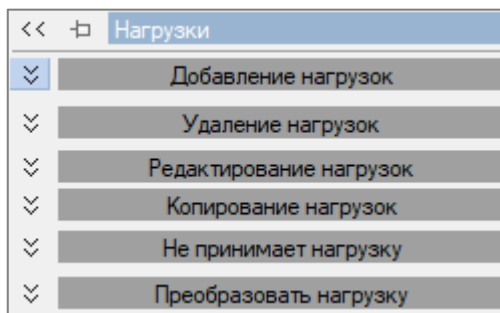 << Нагрузки
Добавление нагрузок
Удаление нагрузок
Редактирование нагрузок
Копирование нагрузок
Не принимает нагрузку
Преобразовать нагрузку